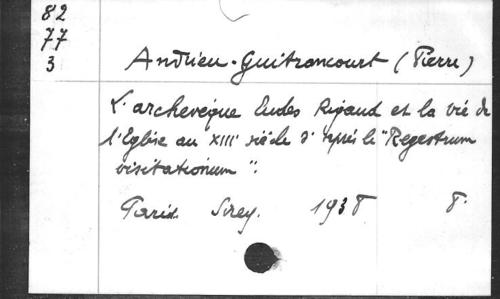 82
77
3
Andrieu-Guitrancourt (Pierre)
L'archevêque Eudes Rigaud et la vie de
l'Eglise au XIIIe siècle d'après le "Regestrum
visitationum".
Paris. Sirey. 1938 8.